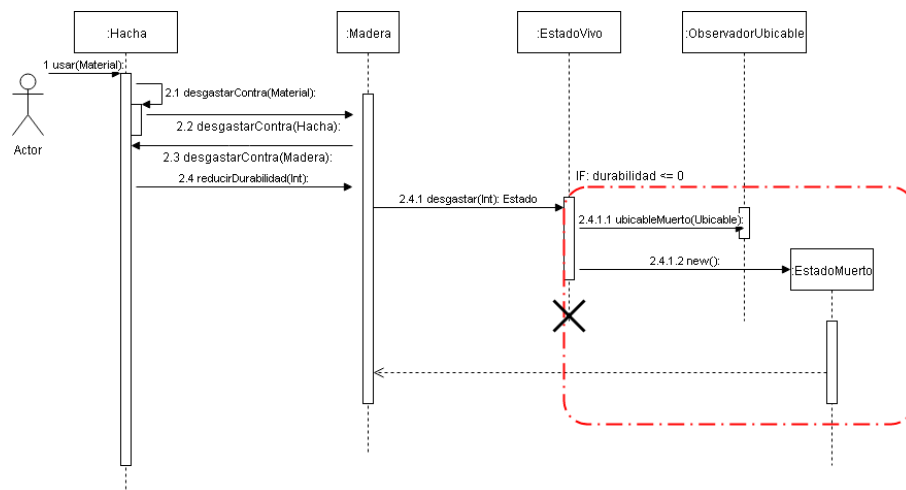 :Hacha
:Madera
:EstadoVivo
:ObservadorUbicable
1 usar(Material):
Actor
2.1 desgastarContra(Material):
2.2 desgastarContra(Hacha):
2.3 desgastarContra(Madera):
2.4 reducirDurabilidad(Int):
IF: durabilidad <= 0
2.4.1 desgastar(Int): Estado
2.4.1.1 ubicableMuerto(Ubicable):
2.4.1.2 new():
:EstadoMuerto